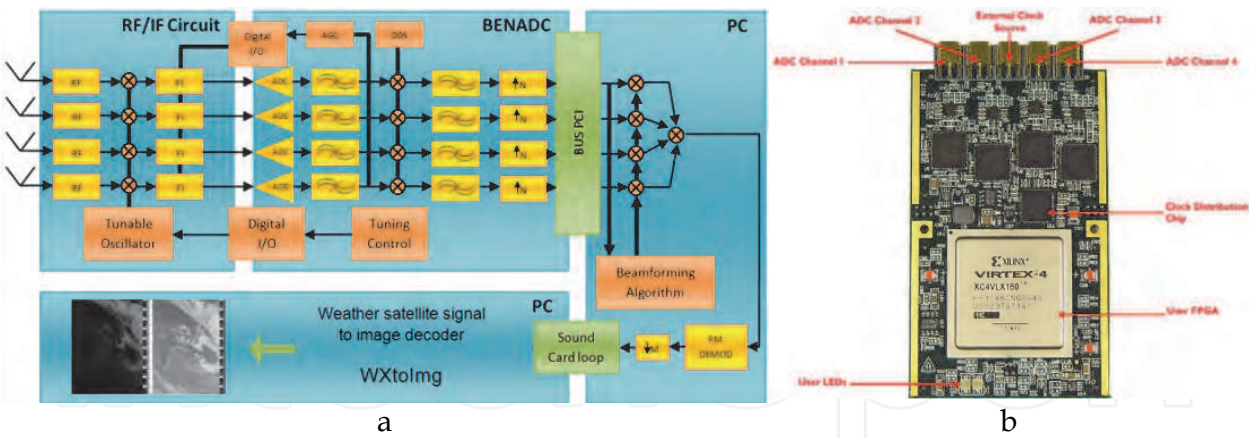 RF/IF Circuit
BENADC
PC
Digital
I/O
AGC
DDS
RF
FI
ADC
↑N
RF
FI
ADC
↑N
RF
FI
ADC
↑N
RF
FI
ADC
↑N
BUS PCI
Tunable
Oscillator
Digital
I/O
Tuning
Control
Beamforming
Algorithm
PC
Weather satellite signal
to image decoder
WXtoImg
Sound
Card loop
↓M
FM
DEMOD
a
ADC Channel 2
External Clock
Source
ADC Channel 3
ADC Channel 1
ADC Channel 4
Clock Distribution
Chip
XILINX
VIRTEX-4
XC4VLX160
User FPGA
User LEDs
b